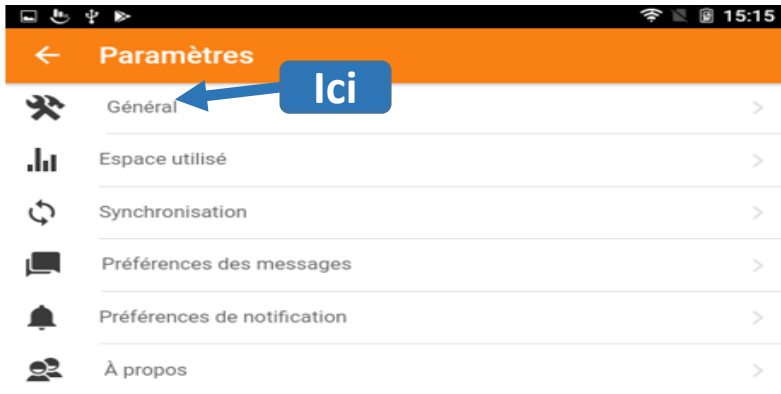 15:15
Paramètres
Ici
Général
Espace utilisé
Synchronisation
Préférences des messages
Préférences de notification
À propos